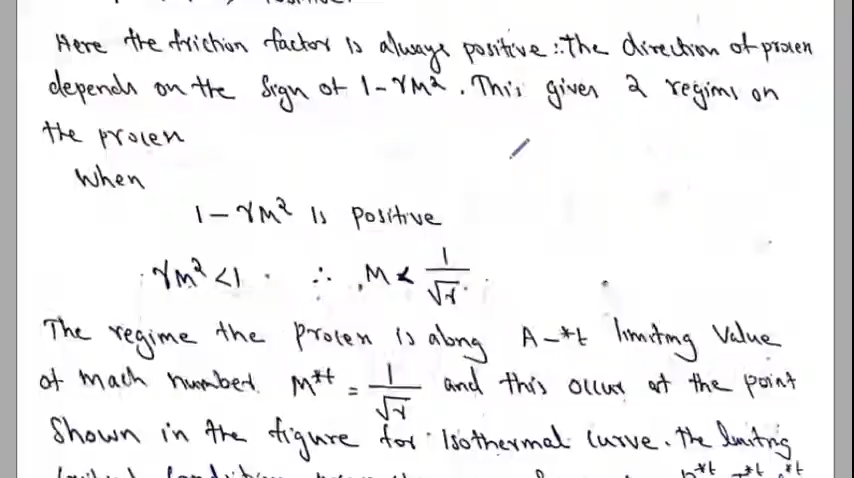 Here the friction factor is always positive ∴ The direction of process
depends on the sign of 1 - γM². This gives 2 regims on
the process
When
1 - γM² is positive
γM² < 1 ∴ M < 1/√γ
The regime the process is along A-*t limiting value
of mach number M*t = 1/√γ and this occur at the point
Shown in the figure for Isothermal curve. The limiting